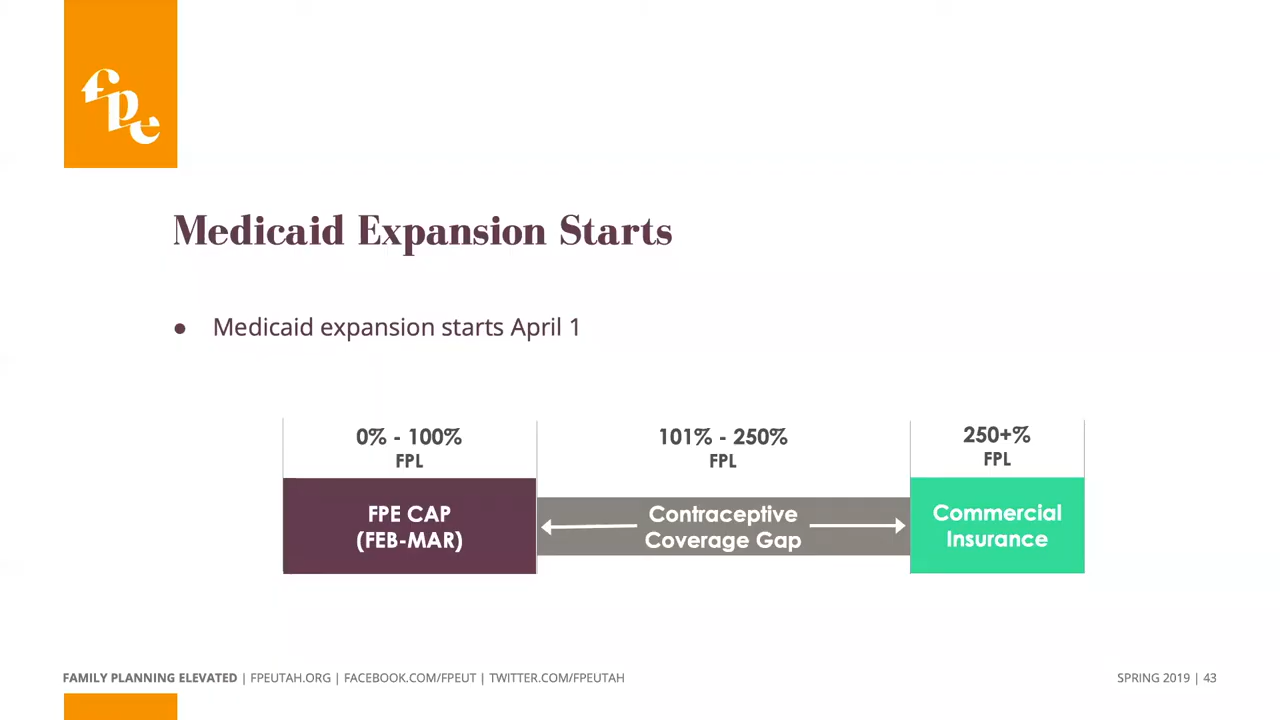 fpe
Medicaid Expansion Starts
● Medicaid expansion starts April 1
0% - 100%
FPL
101% - 250%
FPL
250+%
FPL
FPE CAP
(FEB-MAR)
Contraceptive
Coverage Gap
Commercial
Insurance
FAMILY PLANNING ELEVATED | FPEUTAH.ORG | FACEBOOK.COM/FPEUT | TWITTER.COM/FPEUTAH
SPRING 2019 | 43